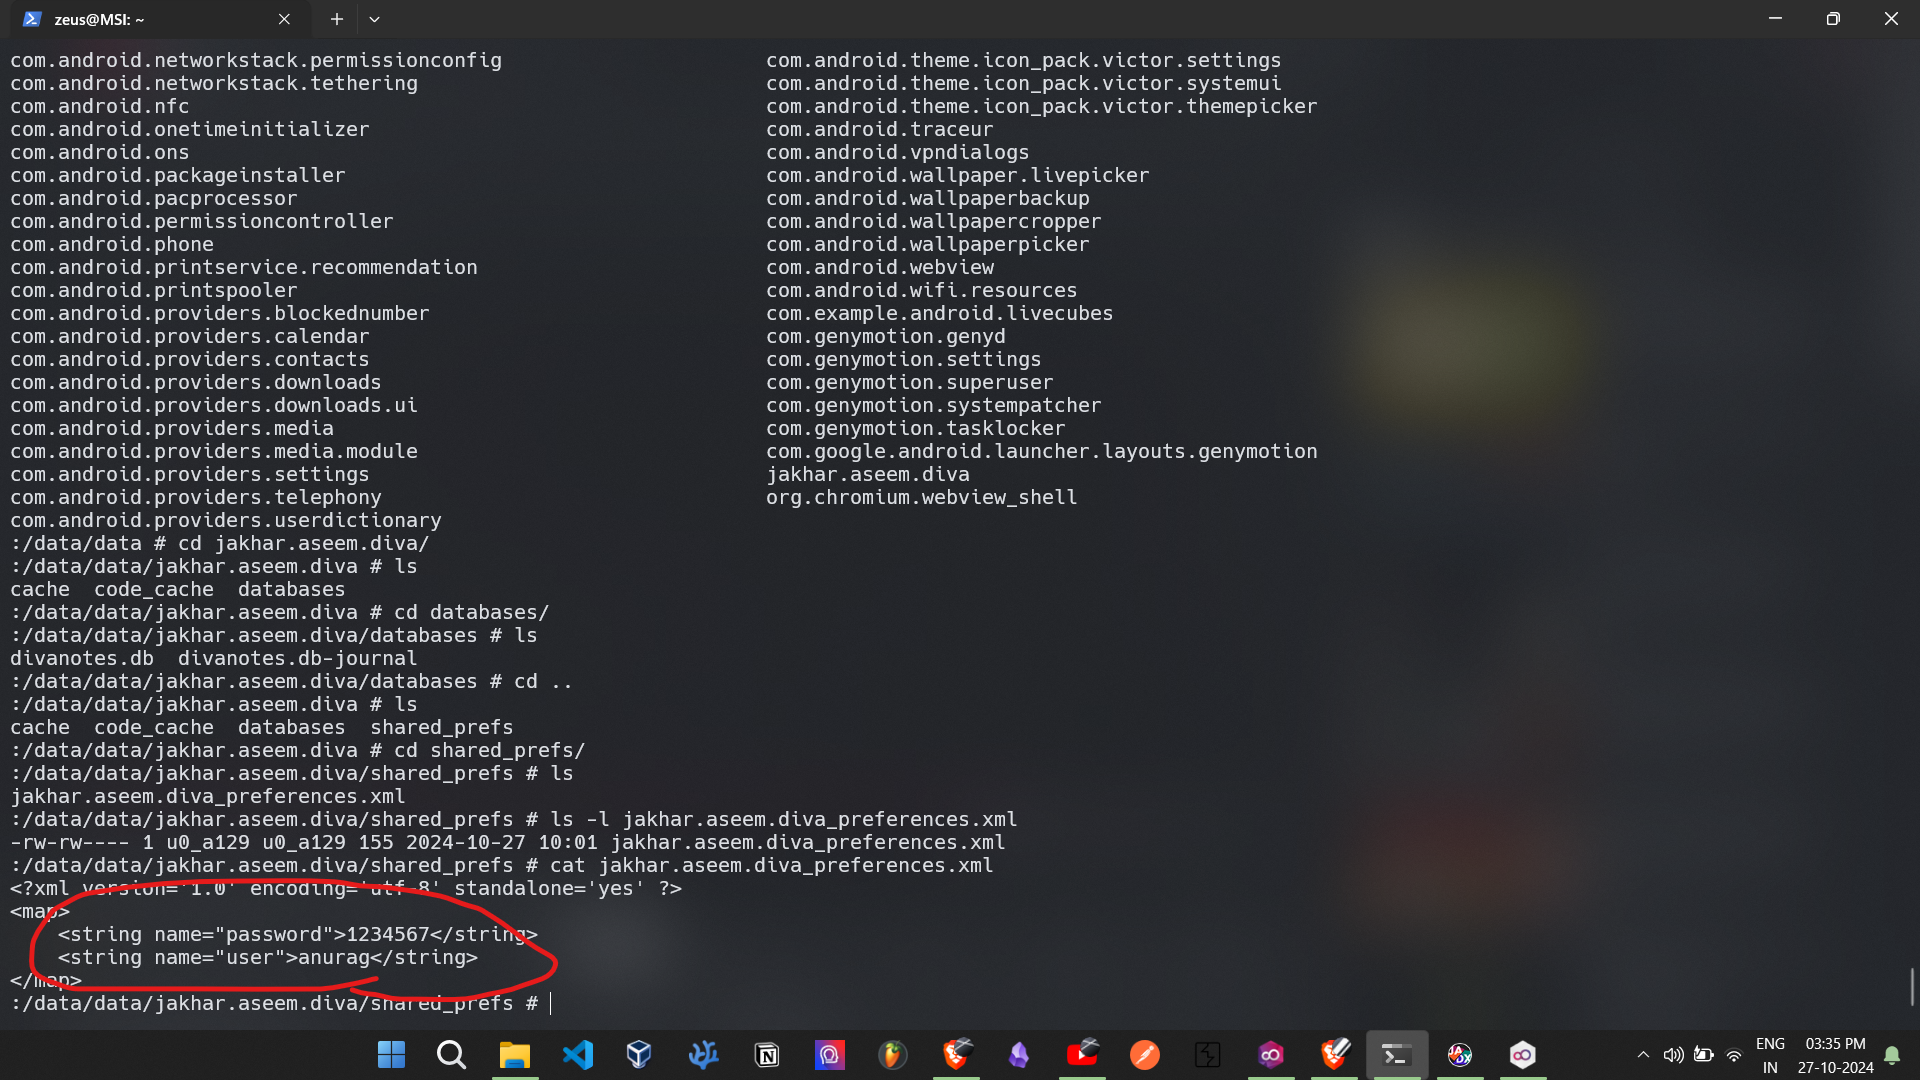 zeus@MSI: ~
com.android.networkstack.permissionconfig com.android.theme.icon_pack.victor.settings
com.android.networkstack.tethering com.android.theme.icon_pack.victor.systemui
com.android.nfc com.android.theme.icon_pack.victor.themepicker
com.android.onetimeinitializer com.android.traceur
com.android.ons com.android.vpndialogs
com.android.packageinstaller com.android.wallpaper.livepicker
com.android.pacprocessor com.android.wallpaperbackup
com.android.permissioncontroller com.android.wallpapercropper
com.android.phone com.android.wallpaperpicker
com.android.printservice.recommendation com.android.webview
com.android.printspooler com.android.wifi.resources
com.android.providers.blockednumber com.example.android.livecubes
com.android.providers.calendar com.genymotion.genyd
com.android.providers.contacts com.genymotion.settings
com.android.providers.downloads com.genymotion.superuser
com.android.providers.downloads.ui com.genymotion.systempatcher
com.android.providers.media com.genymotion.tasklocker
com.android.providers.media.module com.google.android.launcher.layouts.genymotion
com.android.providers.settings jakhar.aseem.diva
com.android.providers.telephony org.chromium.webview_shell
com.android.providers.userdictionary
:/data/data # cd jakhar.aseem.diva/
:/data/data/jakhar.aseem.diva # ls
cache  code_cache  databases
:/data/data/jakhar.aseem.diva # cd databases/
:/data/data/jakhar.aseem.diva/databases # ls
divanotes.db  divanotes.db-journal
:/data/data/jakhar.aseem.diva/databases # cd ..
:/data/data/jakhar.aseem.diva # ls
cache  code_cache  databases  shared_prefs
:/data/data/jakhar.aseem.diva # cd shared_prefs/
:/data/data/jakhar.aseem.diva/shared_prefs # ls
jakhar.aseem.diva_preferences.xml
:/data/data/jakhar.aseem.diva/shared_prefs # ls -l jakhar.aseem.diva_preferences.xml
-rw-rw---- 1 u0_a129 u0_a129 155 2024-10-27 10:01 jakhar.aseem.diva_preferences.xml
:/data/data/jakhar.aseem.diva/shared_prefs # cat jakhar.aseem.diva_preferences.xml
<?xml version='1.0' encoding='utf-8' standalone='yes' ?>
<map>
    <string name="password">1234567</string>
    <string name="user">anurag</string>
</map>
:/data/data/jakhar.aseem.diva/shared_prefs #
ENG 03:35 PM
IN 27-10-2024